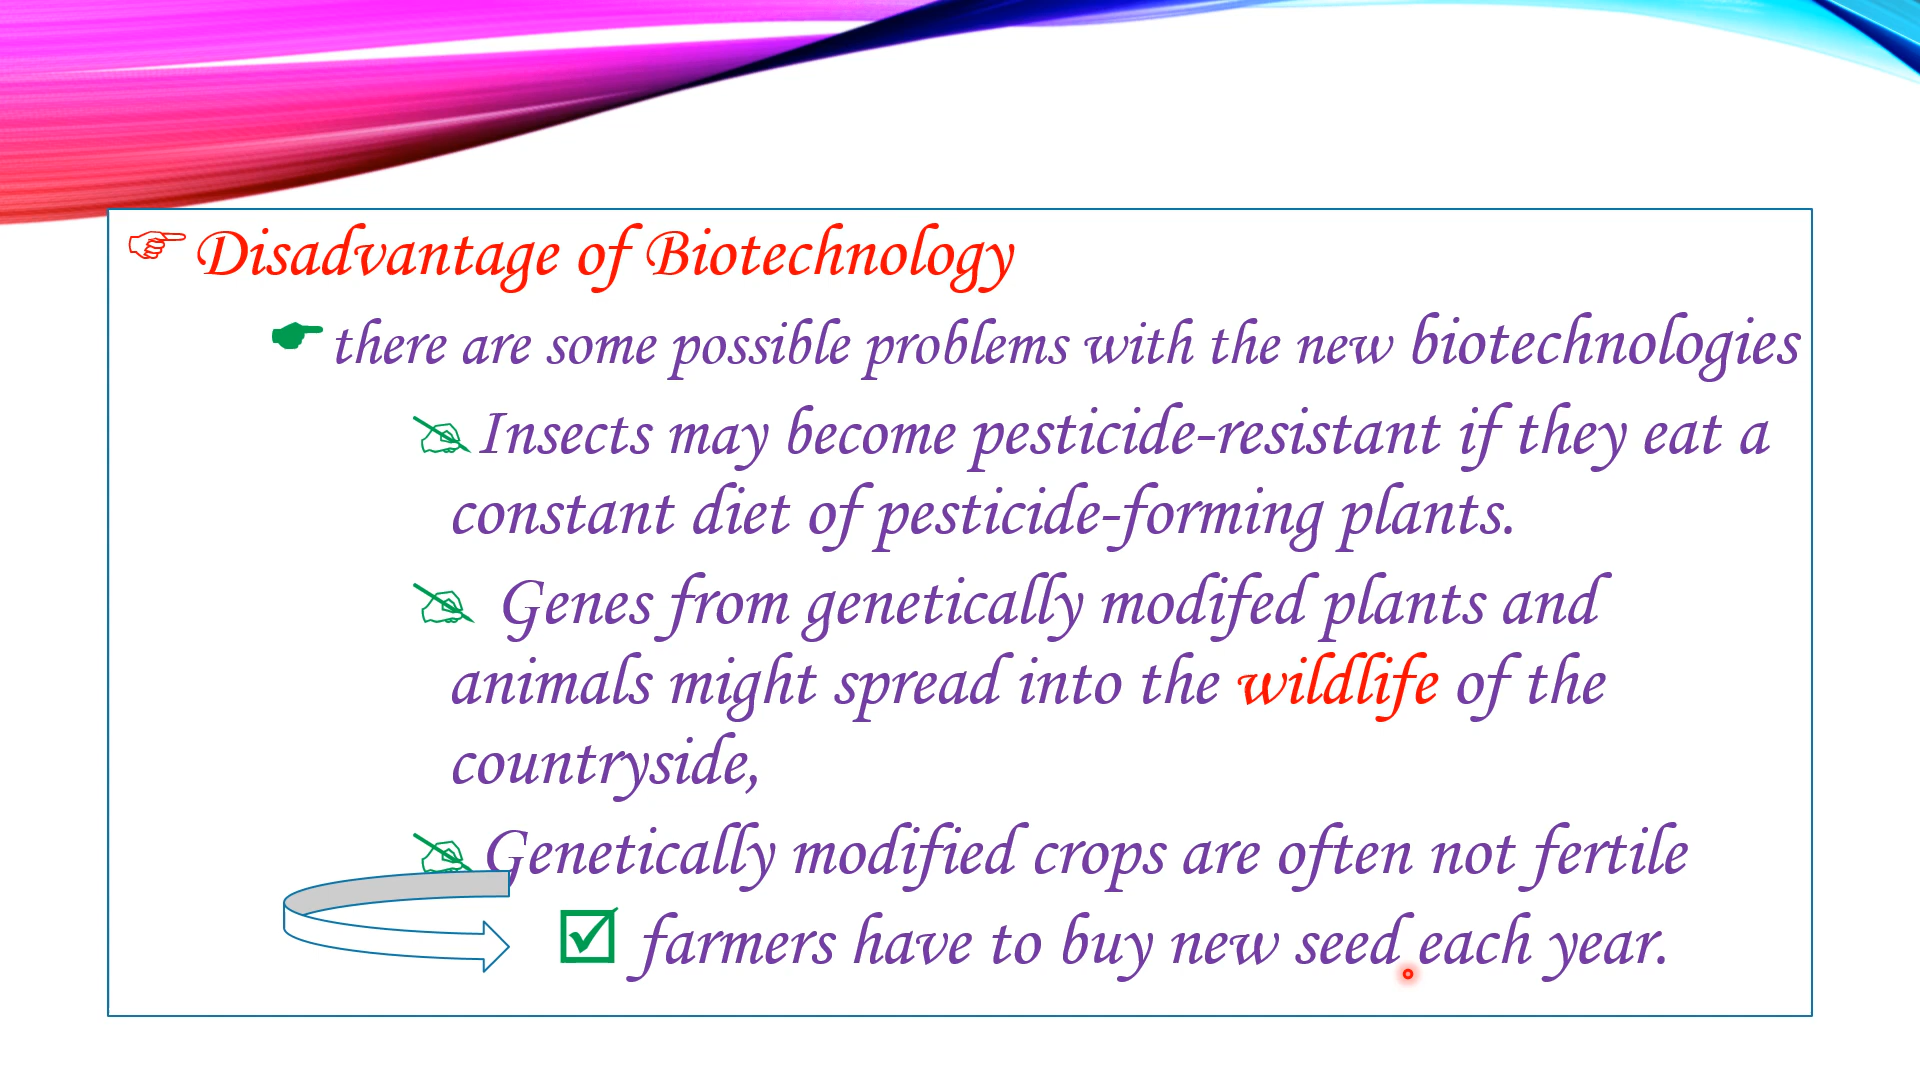 Disadvantage of Biotechnology
there are some possible problems with the new biotechnologies
Insects may become pesticide-resistant if they eat a
constant diet of pesticide-forming plants.
Genes from genetically modifed plants and
animals might spread into the wildlife of the
countryside,
Genetically modified crops are often not fertile
farmers have to buy new seed each year.